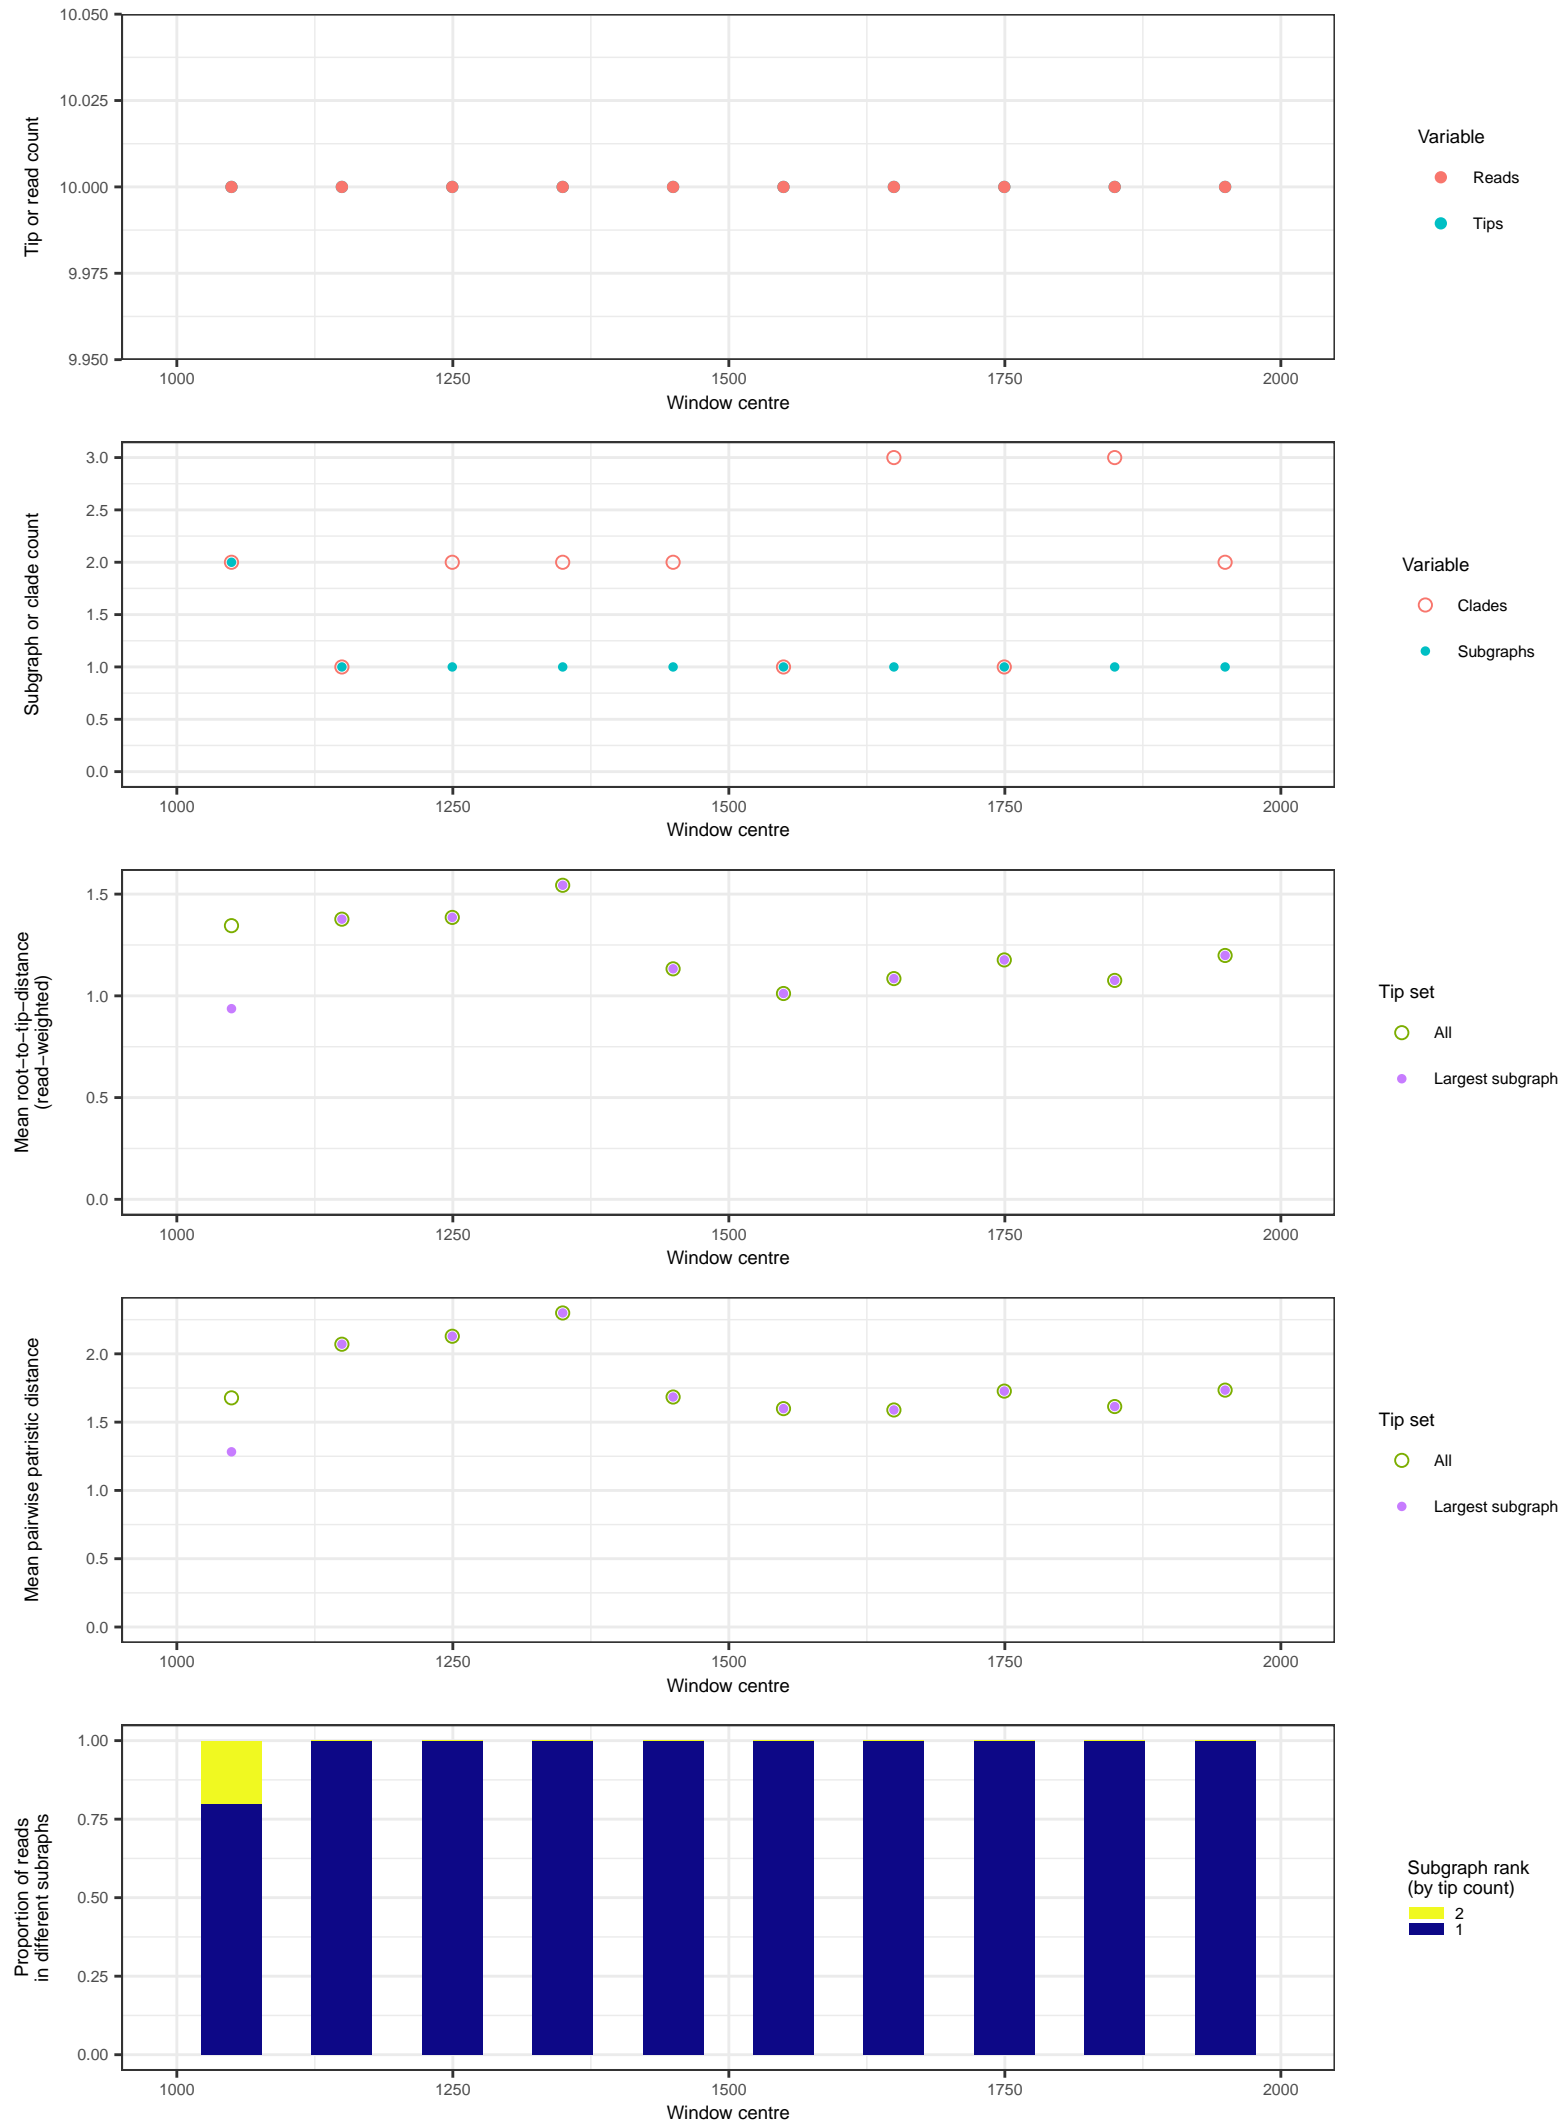 10.050
10.025
10.000
9.975
9.950
Tip or read count
1000 1250 1500 1750 2000
Window centre
Variable
Reads
Tips
3.0
2.5
2.0
1.5
1.0
0.5
0.0
Subgraph or clade count
1000 1250 1500 1750 2000
Window centre
Variable
Clades
Subgraphs
1.5
1.0
0.5
0.0
Mean root−to−tip−distance
(read−weighted)
1000 1250 1500 1750 2000
Window centre
Tip set
All
Largest subgraph
2.0
1.5
1.0
0.5
0.0
Mean pairwise patristic distance
1000 1250 1500 1750 2000
Window centre
Tip set
All
Largest subgraph
1.00
0.75
0.50
0.25
0.00
Proportion of reads
in different subraphs
1000 1250 1500 1750 2000
Window centre
Subgraph rank
(by tip count)
2
1